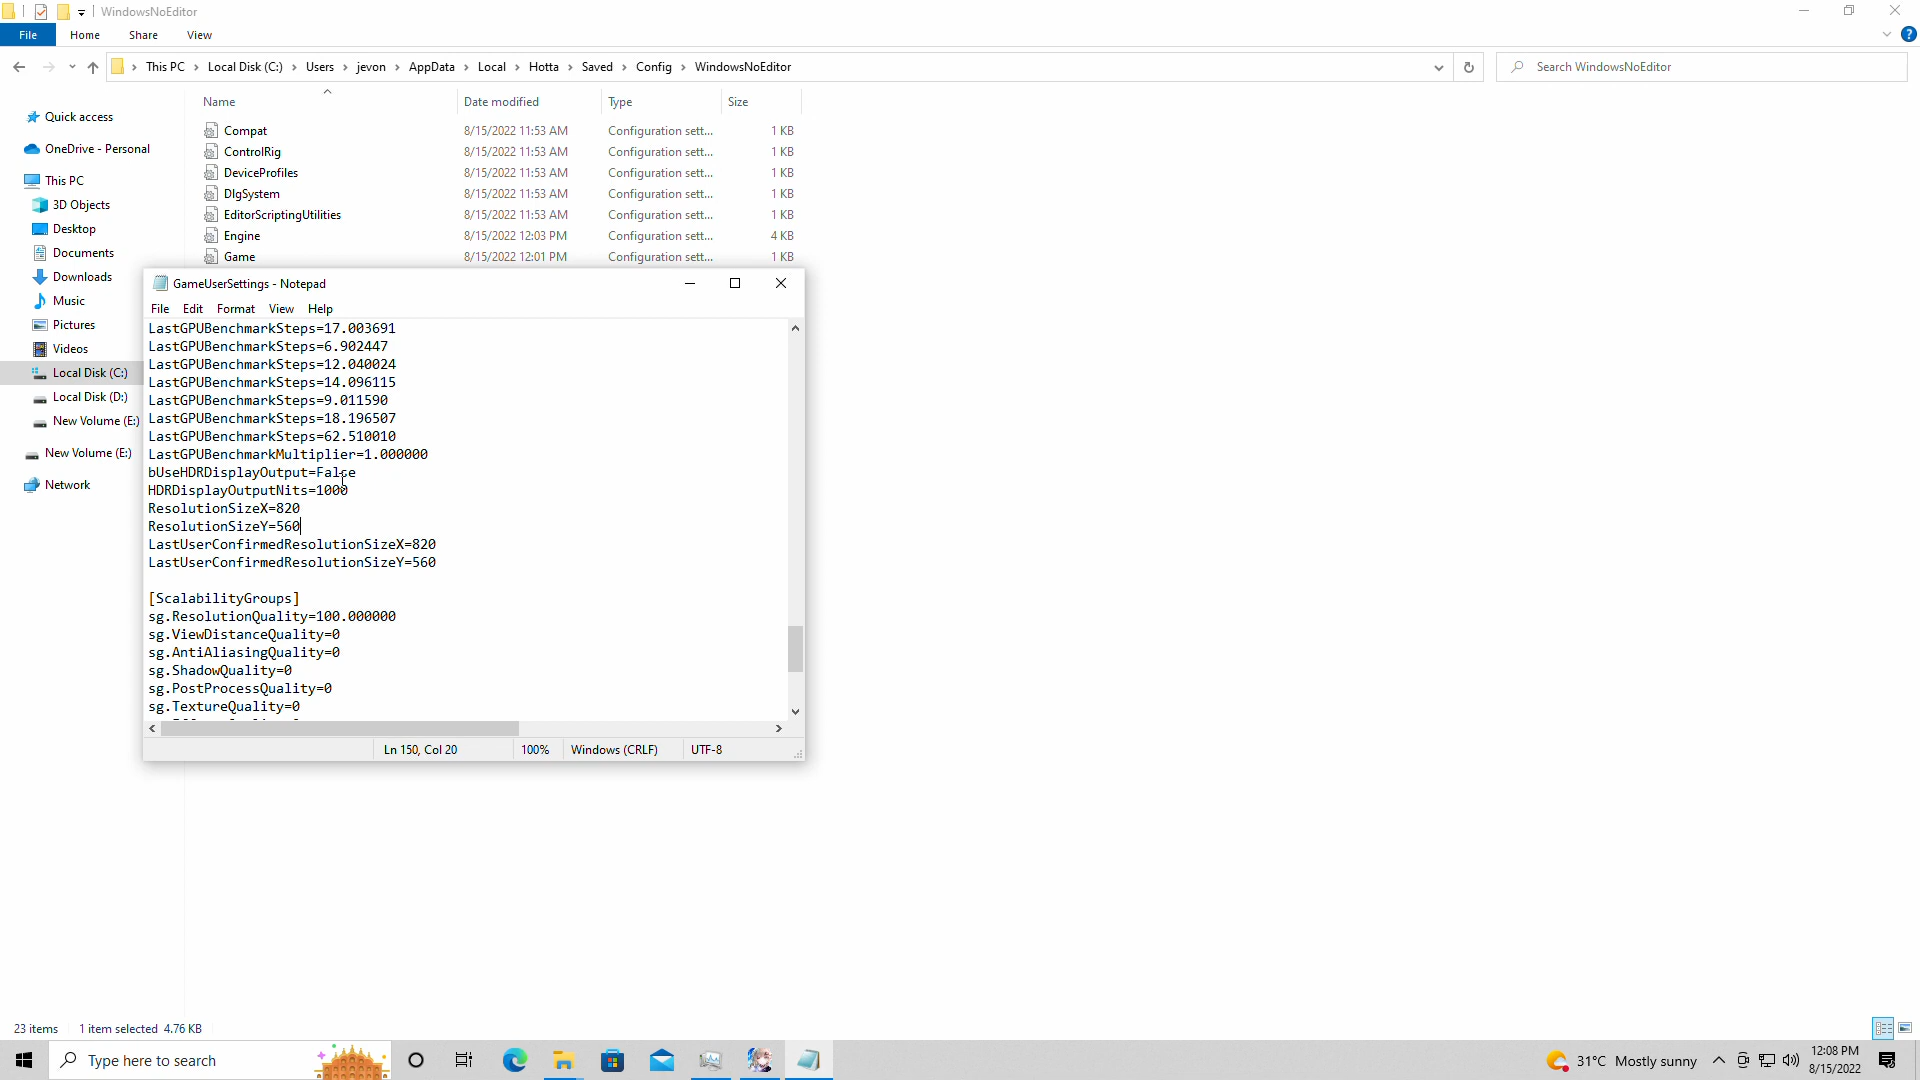 WindowsNoEditor
File Home Share View
This PC Local Disk (C:) Users jevon AppData Local Hotta Saved Config WindowsNoEditor
Search WindowsNoEditor
Name Date modified Type Size
Quick access
OneDrive - Personal
This PC
3D Objects
Desktop
Documents
Downloads
Music
Pictures
Videos
Local Disk (C:)
Local Disk (D:)
New Volume (E:)
New Volume (E:)
Network
Compat 8/15/2022 11:53 AM Configuration sett... 1 KB
ControlRig 8/15/2022 11:53 AM Configuration sett... 1 KB
DeviceProfiles 8/15/2022 11:53 AM Configuration sett... 1 KB
DlgSystem 8/15/2022 11:53 AM Configuration sett... 1 KB
EditorScriptingUtilities 8/15/2022 11:53 AM Configuration sett... 1 KB
Engine 8/15/2022 12:03 PM Configuration sett... 4 KB
Game 8/15/2022 12:01 PM Configuration sett... 1 KB
GameUserSettings - Notepad
File Edit Format View Help
LastGPUBenchmarkSteps=17.003691
LastGPUBenchmarkSteps=6.902447
LastGPUBenchmarkSteps=12.040024
LastGPUBenchmarkSteps=14.096115
LastGPUBenchmarkSteps=9.011590
LastGPUBenchmarkSteps=18.196507
LastGPUBenchmarkSteps=62.510010
LastGPUBenchmarkMultiplier=1.000000
bUseHDRDisplayOutput=False
HDRDisplayOutputNits=1000
ResolutionSizeX=820
ResolutionSizeY=560
LastUserConfirmedResolutionSizeX=820
LastUserConfirmedResolutionSizeY=560
[ScalabilityGroups]
sg.ResolutionQuality=100.000000
sg.ViewDistanceQuality=0
sg.AntiAliasingQuality=0
sg.ShadowQuality=0
sg.PostProcessQuality=0
sg.TextureQuality=0
Ln 150, Col 20 100% Windows (CRLF) UTF-8
23 items 1 item selected 4.76 KB
Type here to search
31°C Mostly sunny
12:08 PM
8/15/2022